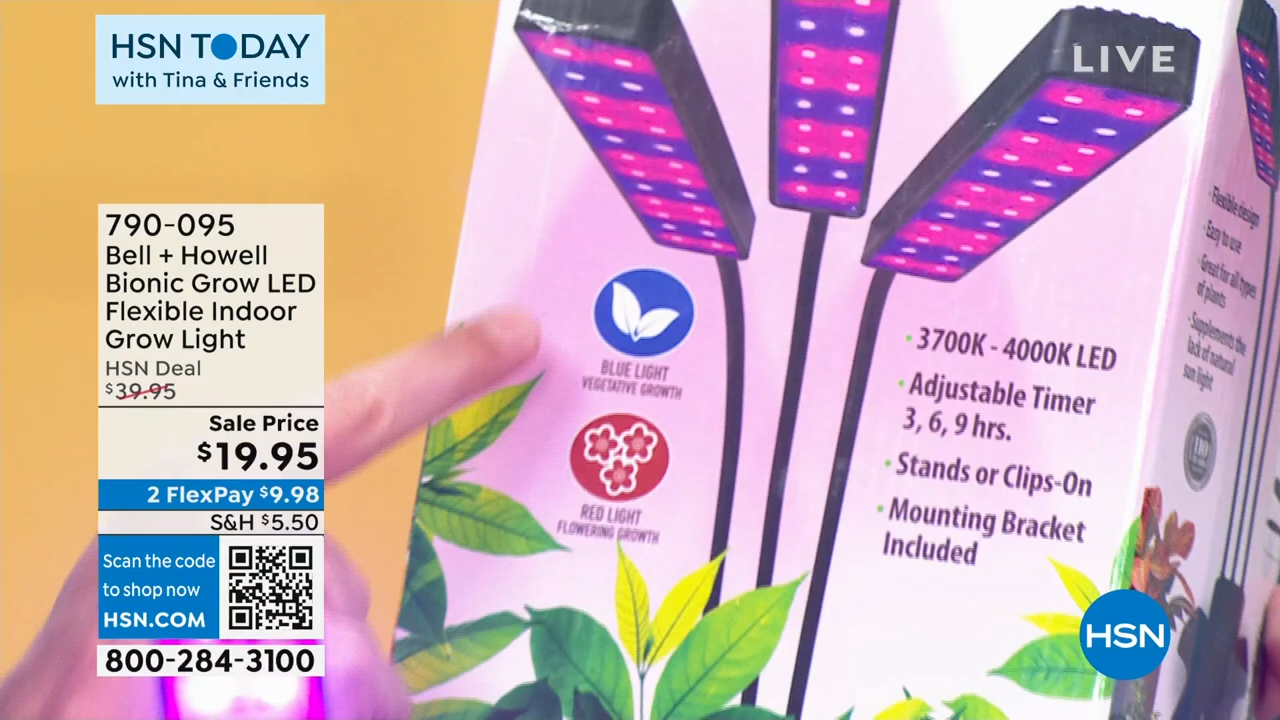 HSN TODAY
with Tina & Friends
LIVE
790-095
Bell + Howell
Bionic Grow LED
Flexible Indoor
Grow Light
HSN Deal
$39.95
Sale Price
$19.95
2 FlexPay $9.98
S&H $5.50
Scan the code
to shop now
HSN.COM
800-284-3100
BLUE LIGHT
VEGETATIVE GROWTH
RED LIGHT
FLOWERING GROWTH
• 3700K - 4000K LED
• Adjustable Timer
3, 6, 9 hrs.
• Stands or Clips-On
• Mounting Bracket
Included
• Flexible design
• Easy to use
• Great for all types
of plants
• Supplements the
lack of natural
sun light
HSN